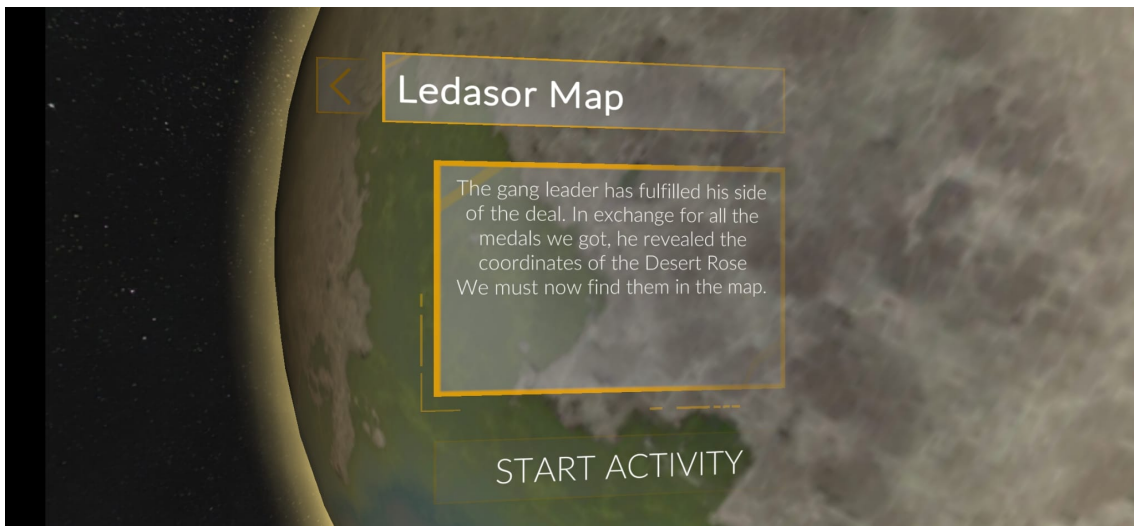 Ledasor Map
The gang leader has fulfilled his side
of the deal. In exchange for all the
medals we got, he revealed the
coordinates of the Desert Rose
We must now find them in the map.
START ACTIVITY